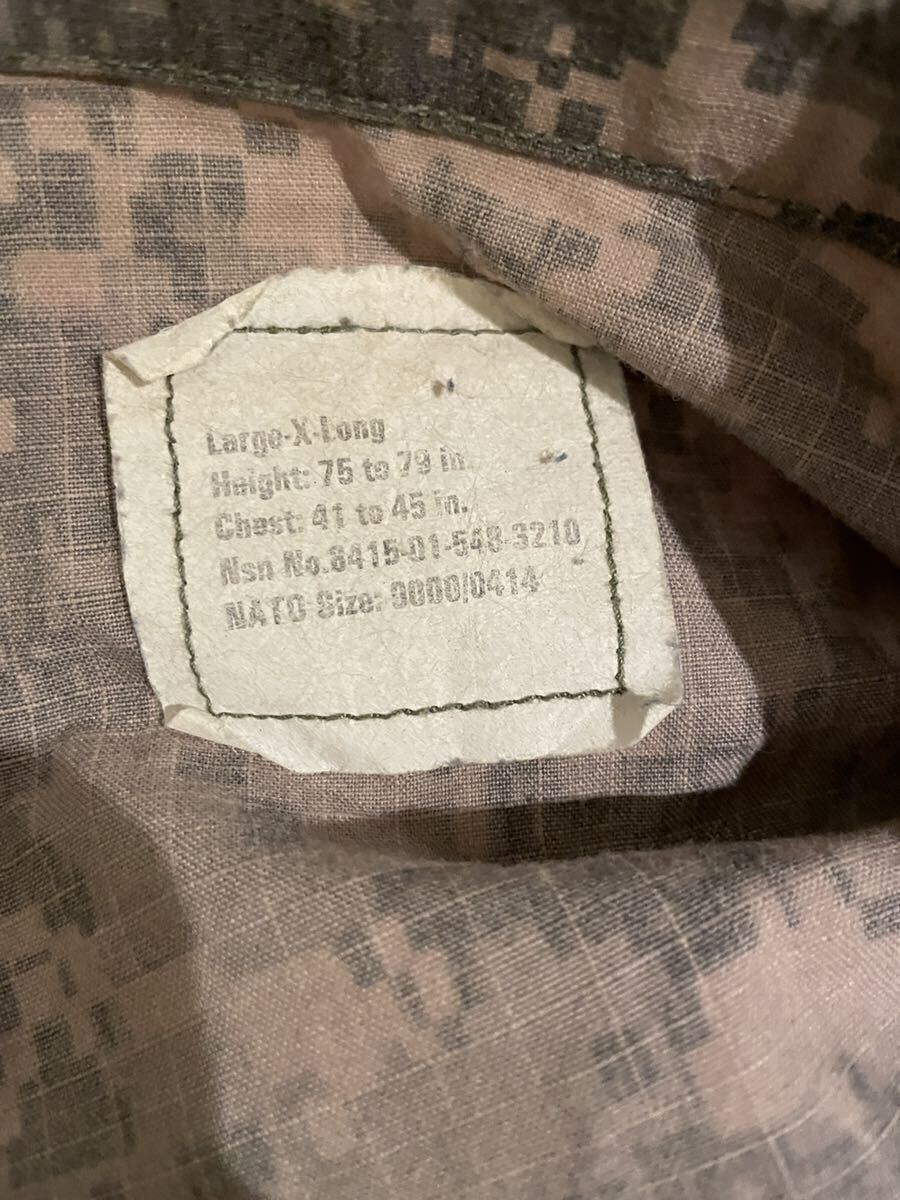 Large-X-Long
Height: 75 to 79 in.
Chest: 41 to 45 in.
Nsn No.8415-01-548-3210
NATO Size: 9000/0414